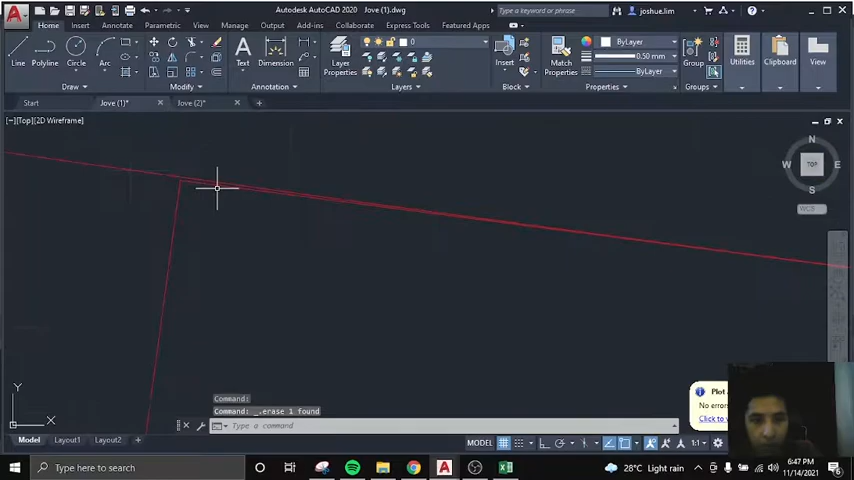 Autodesk AutoCAD 2020 Jove (1).dwg
Type a keyword or phrase
joshue.lim
Home Insert Annotate Parametric View Manage Output Add-ins Collaborate Express Tools Featured Apps
Line Polyline Circle Arc
Text Dimension
Layer Properties
0
Insert
Match Properties
ByLayer
0.50 mm
ByLayer
Group
Utilities
Clipboard
View
Draw Modify Annotation Layers Block Properties Groups
Start Jove (1)* Jove (2)*
[−][Top][2D Wireframe]
N
W TOP E
S
WCS
Plot a
No erro
Click to v
Y
X
Command:
Command: _.erase 1 found
Type a command
Model Layout1 Layout2
MODEL
1:1
Type here to search
28°C Light rain
6:47 PM
11/14/2021